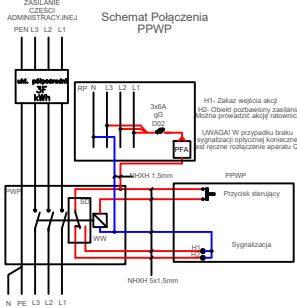 ZASILANIE
CZĘŚCI
ADMINISTRACYJNEJ
PEN L3 L2 L1
Schemat Połączenia
PPWP
ukł. półpośredni
3F
kWh
RP N L3 L2 L1
3x6A
gG
D02
PFA
H1- Zakaz wejścia akcji
H2- Obiekt pozbawiony zasilania
Można prowadzić akcję ratowniczą
UWAGA! W przypadku braku
sygnalizacji optycznej konieczne
jest ręczne rozłączenie aparatu
NHXH 1,5mm
PWP
PPWP
WW
Przycisk sterujący
Sygnalizacja
H1
H2
NHXH 5x1,5mm
N PE L3 L2 L1